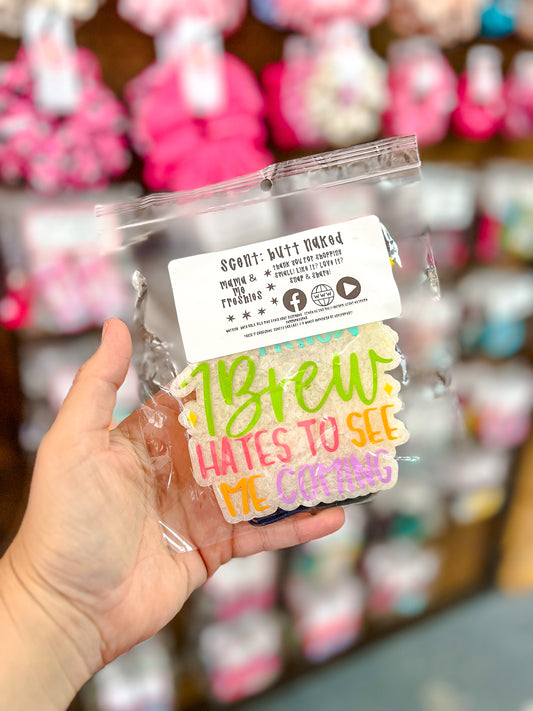 Scent: Butt Naked
Mama &
Me
Freshies
Thank you for shopping
small! Like it? Love it?
Snap & Share!
1 Brew
HATES TO SEE
ME COMING